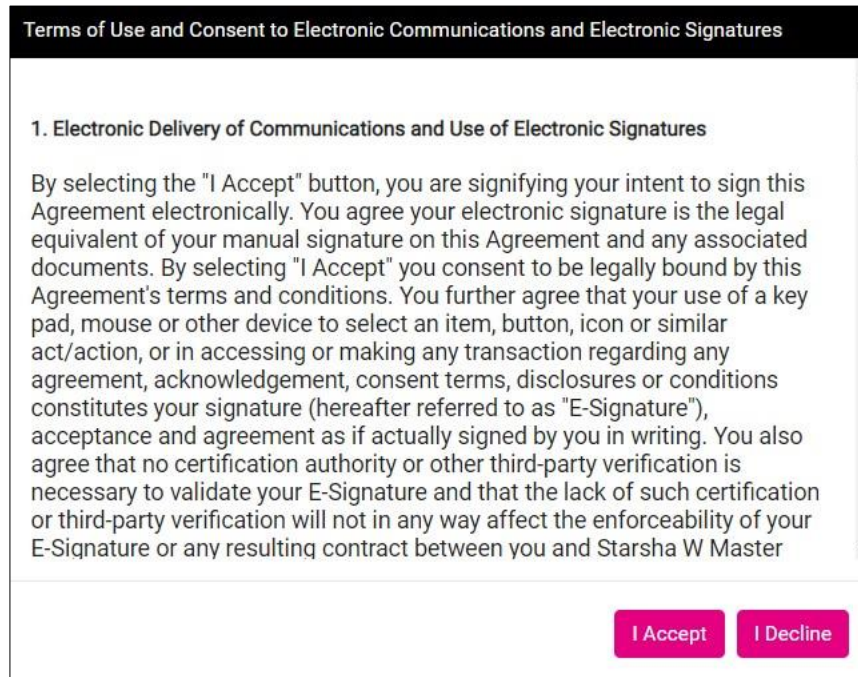 Terms of Use and Consent to Electronic Communications and Electronic Signatures
1. Electronic Delivery of Communications and Use of Electronic Signatures
By selecting the "I Accept" button, you are signifying your intent to sign this
Agreement electronically. You agree your electronic signature is the legal
equivalent of your manual signature on this Agreement and any associated
documents. By selecting "I Accept" you consent to be legally bound by this
Agreement's terms and conditions. You further agree that your use of a key
pad, mouse or other device to select an item, button, icon or similar
act/action, or in accessing or making any transaction regarding any
agreement, acknowledgement, consent terms, disclosures or conditions
constitutes your signature (hereafter referred to as "E-Signature"),
acceptance and agreement as if actually signed by you in writing. You also
agree that no certification authority or other third-party verification is
necessary to validate your E-Signature and that the lack of such certification
or third-party verification will not in any way affect the enforceability of your
E-Signature or any resulting contract between you and Starsha W Master
I Accept I Decline